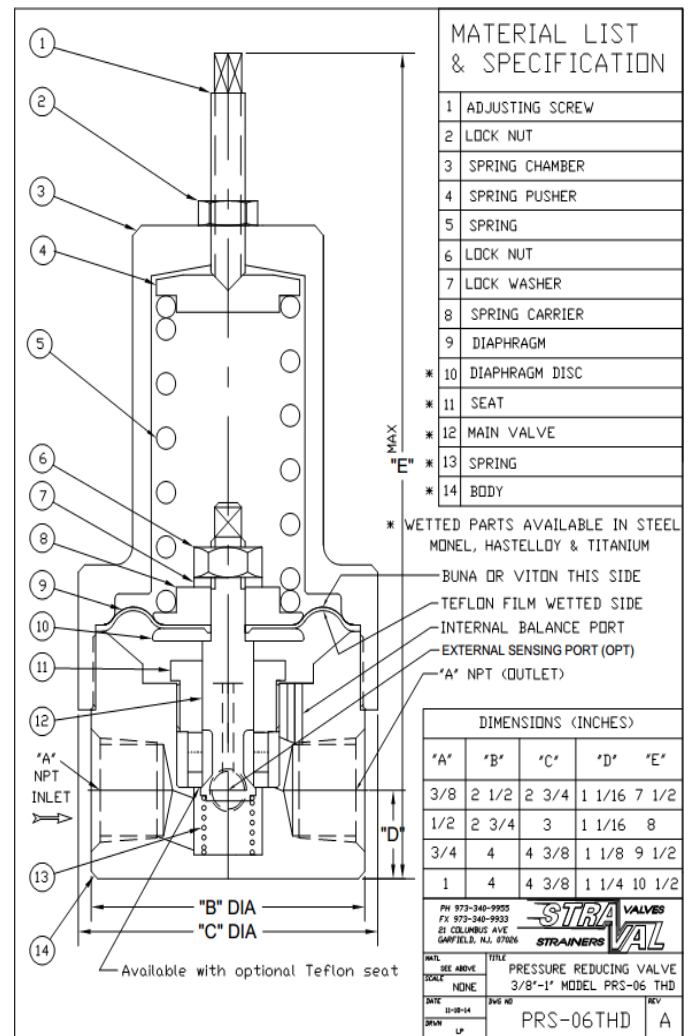 MATERIAL LIST
& SPECIFICATION
1 ADJUSTING SCREW
2 LOCK NUT
3 SPRING CHAMBER
4 SPRING PUSHER
5 SPRING
6 LOCK NUT
7 LOCK WASHER
8 SPRING CARRIER
9 DIAPHRAGM
* 10 DIAPHRAGM DISC
* 11 SEAT
* 12 MAIN VALVE
* 13 SPRING
* 14 BODY
* WETTED PARTS AVAILABLE IN STEEL
MONEL, HASTELLOY & TITANIUM
1
2
3
4
5
6
7
8
9
10
11
12
13
14
MAX
"E"
BUNA OR VITON THIS SIDE
TEFLON FILM WETTED SIDE
INTERNAL BALANCE PORT
EXTERNAL SENSING PORT (OPT)
"A" NPT (OUTLET)
"A"
NPT
INLET
"D"
"B" DIA
"C" DIA
Available with optional Teflon seat
DIMENSIONS (INCHES)
"A" "B" "C" "D" "E"
3/8 2 1/2 2 3/4 1 1/16 7 1/2
1/2 2 3/4 3 1 1/16 8
3/4 4 4 3/8 1 1/8 9 1/2
1 4 4 3/8 1 1/4 10 1/2
PH 973-340-9955
FX 973-340-9933
21 COLUMBUS AVE
GARFIELD, N.J. 07026
STRA VALVES
STRAINERS VAL
MATL
SEE ABOVE
TITLE
PRESSURE REDUCING VALVE
3/8"-1" MODEL PRS-06 THD
SCALE
NONE
DATE
11-10-14
DWG NO
PRS-06THD
REV
A
DRWN
LP